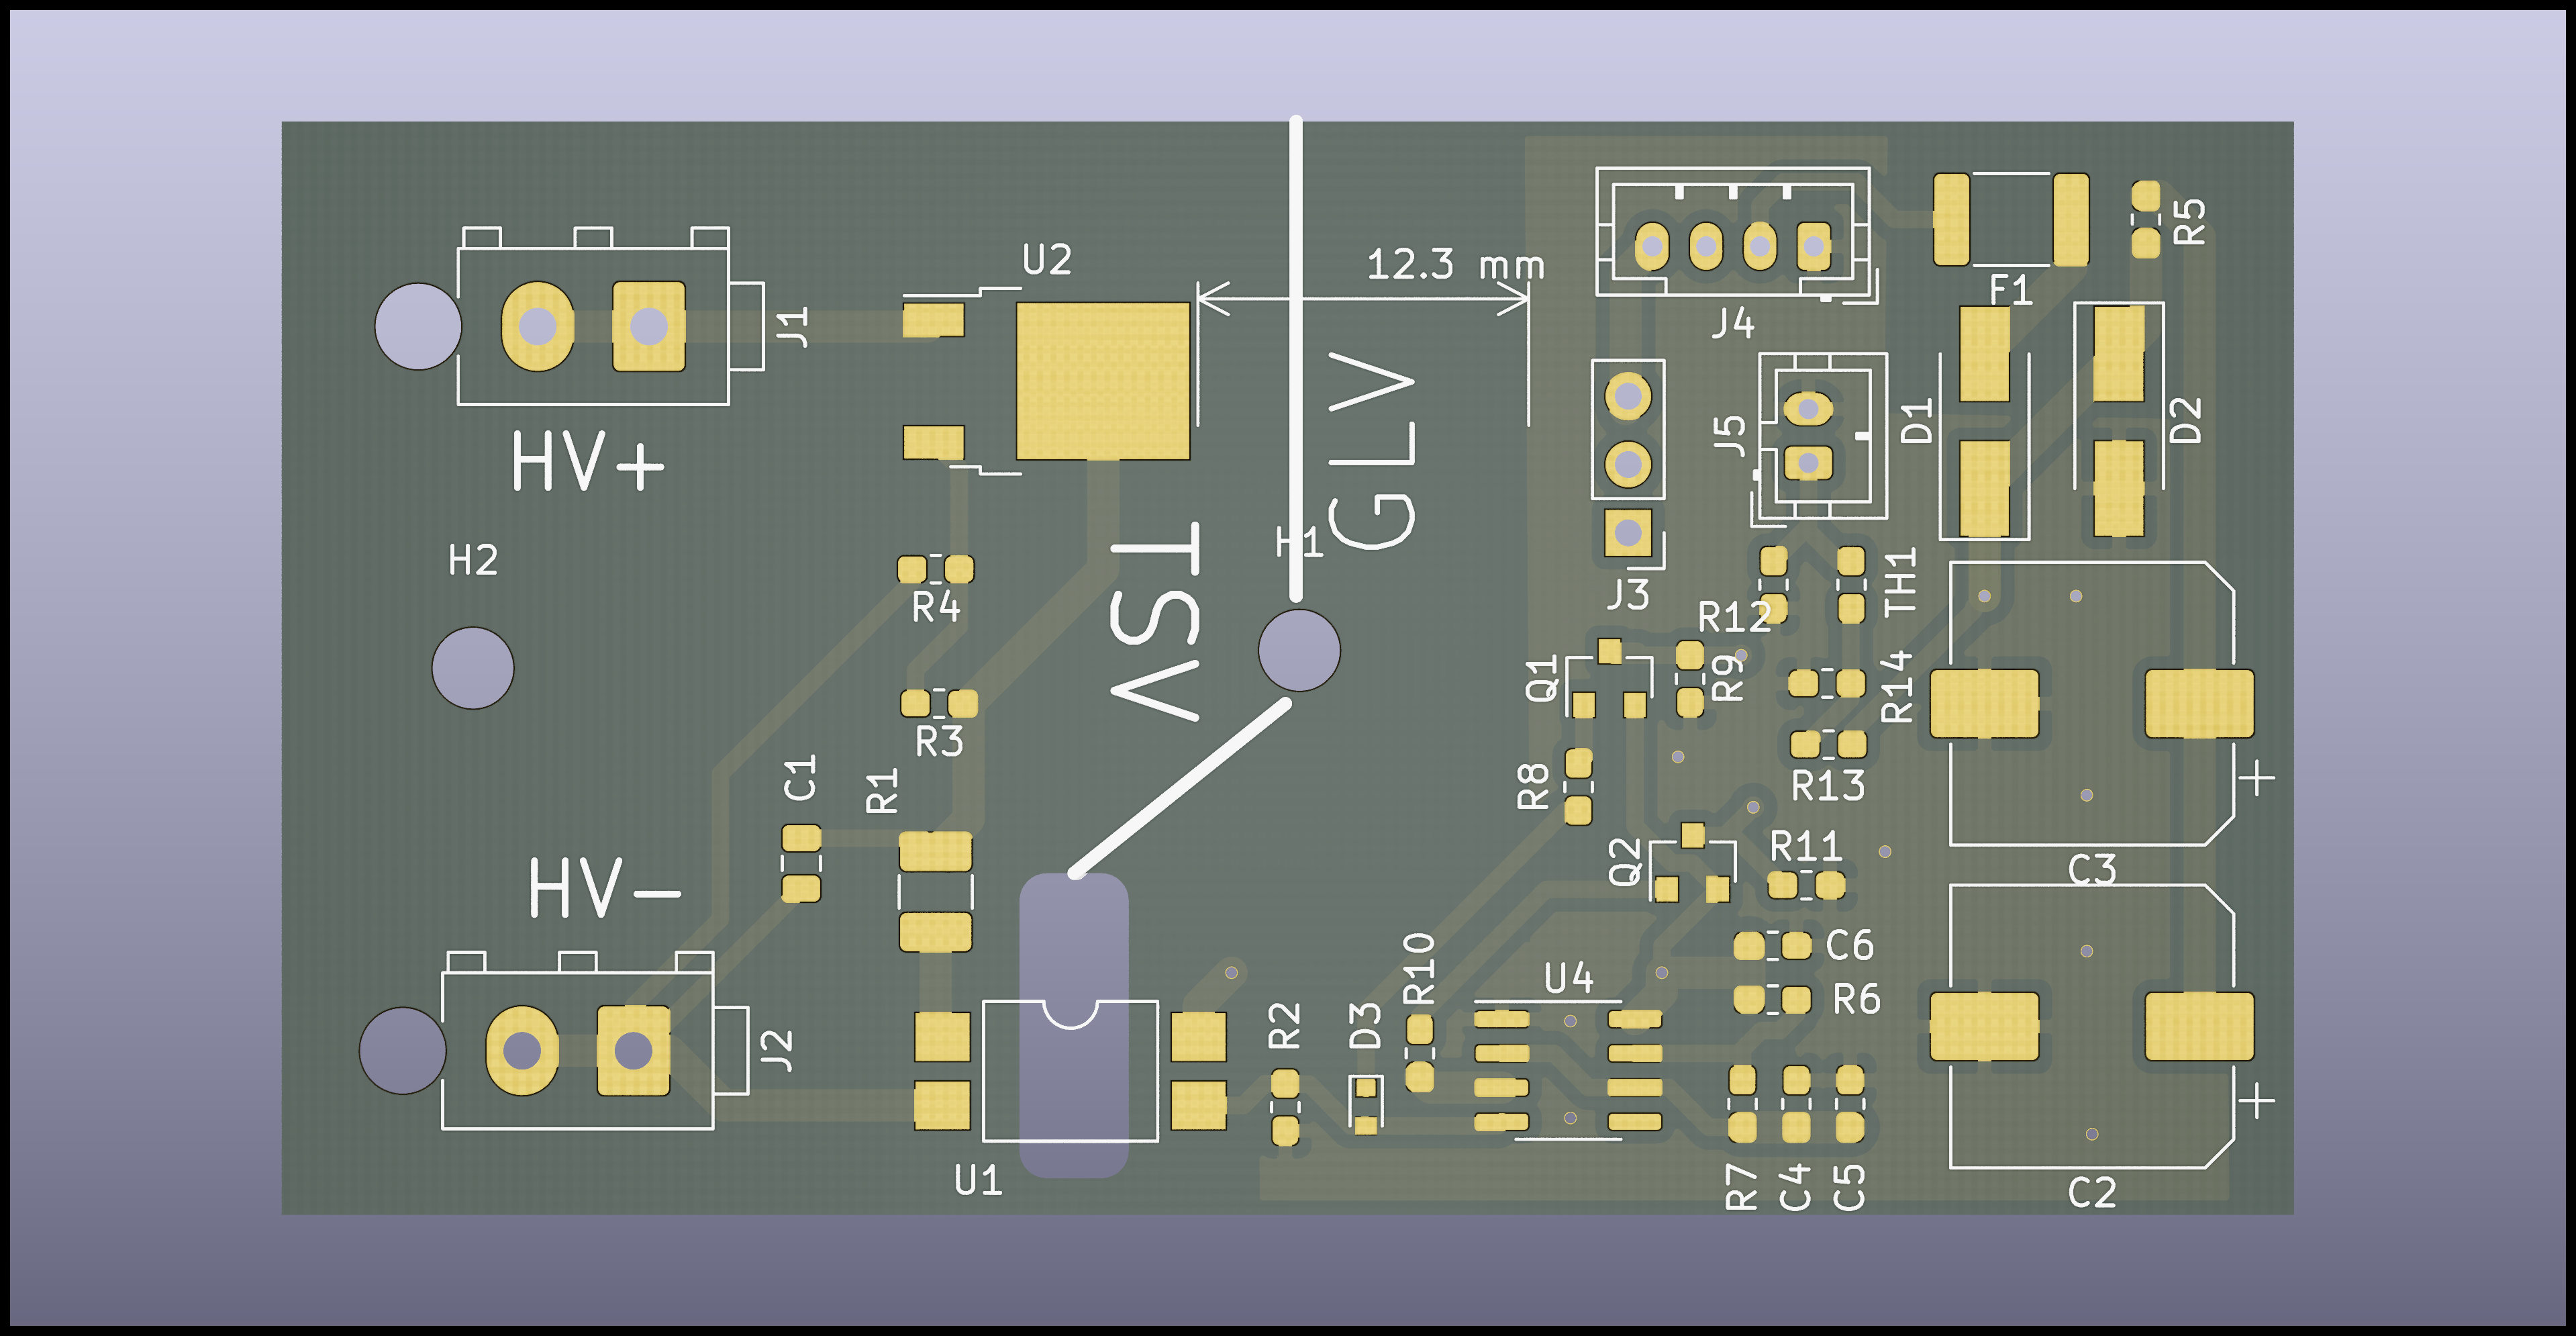 U2
12.3 mm
J1
HV+
H2
R4
R3
C1
R1
HV-
J2
U1
TSV
GLV
H1
J4
F1
R5
J3
J5
D1
D2
R12
TH1
Q1
R9
R14
R8
R13
Q2
R11
C3
C6
R6
R10
U4
R2
D3
R7
C4
C5
C2